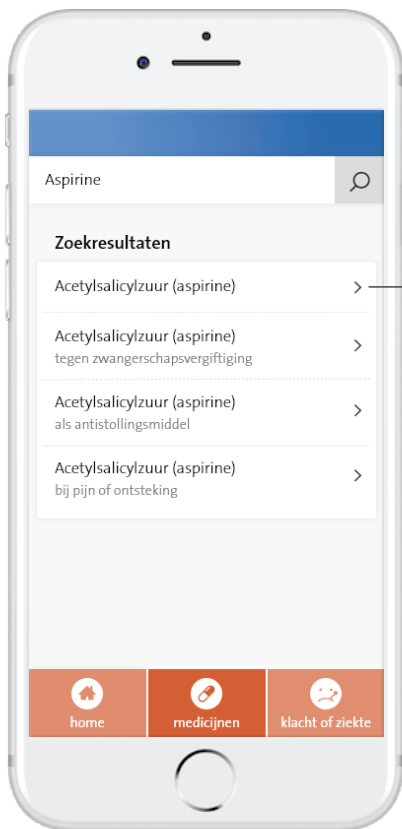 Aspirine
Zoekresultaten
Acetylsalicylzuur (aspirine)
Acetylsalicylzuur (aspirine)
tegen zwangerschapsvergiftiging
Acetylsalicylzuur (aspirine)
als antistollingsmiddel
Acetylsalicylzuur (aspirine)
bij pijn of ontsteking
home
medicijnen
klacht of ziekte